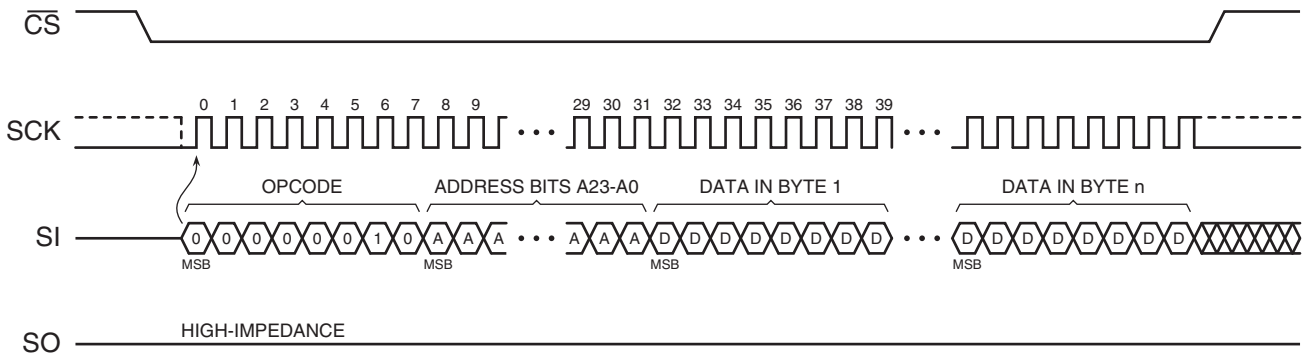 CS
0 1 2 3 4 5 6 7 8 9 29 30 31 32 33 34 35 36 37 38 39
SCK
OPCODE ADDRESS BITS A23-A0 DATA IN BYTE 1 DATA IN BYTE n
SI 0 0 0 0 0 0 1 0 A A A A A A D D D D D D D D D D D D D D D D
MSB MSB MSB MSB
HIGH-IMPEDANCE
SO